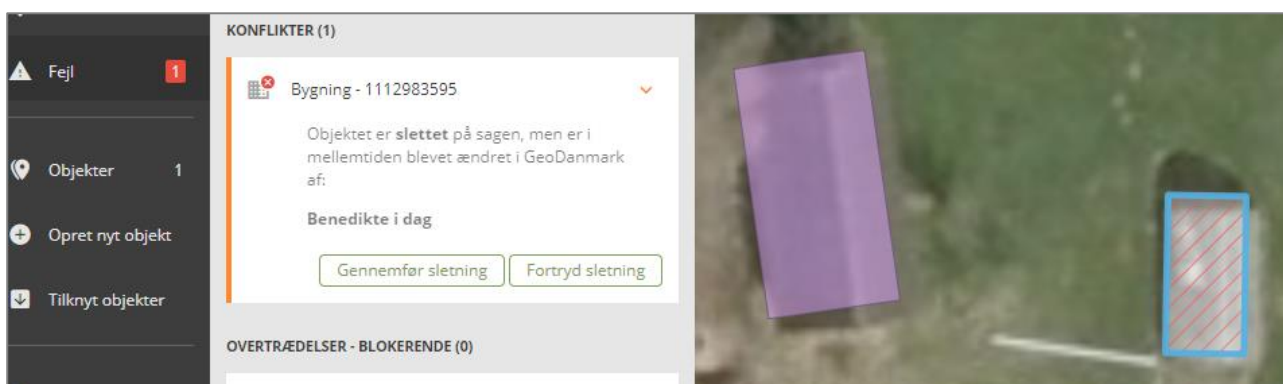 Fejl 1
Objekter 1
Opret nyt objekt
Tilknyt objekter
KONFLIKTER (1)
Bygning - 1112983595
Objektet er slettet på sagen, men er i
mellemtiden blevet ændret i GeoDanmark
af:
Benedikte i dag
Gennemfør sletning Fortryd sletning
OVERTRÆDELSER - BLOKERENDE (0)